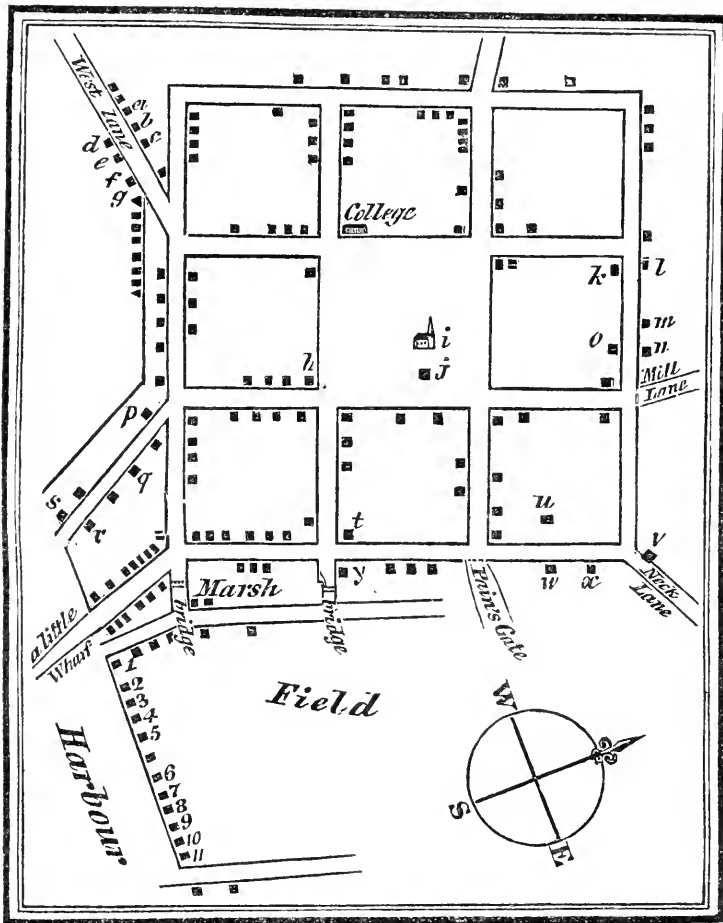 West lane
a
b
c
d
e
f
g
College
k
l
i
J
h
o
m
n
Mill
Lane
p
q
s
r
t
u
v
Neck
Lane
y
w
x
Marsh
Phin's Gate
bridge
bridge
a little
Wharf
1
2
3
4
5
6
7
8
9
10
11
Harbour
Field
W
S
E